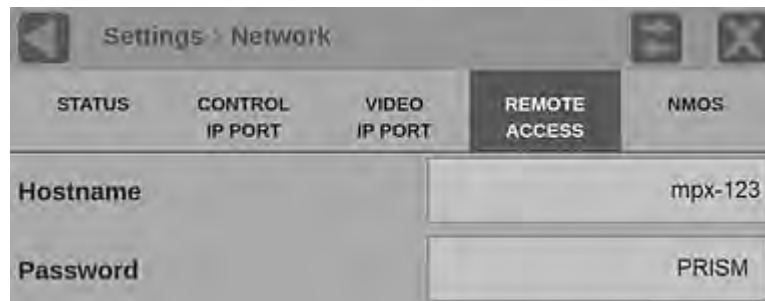 Settings > Network
STATUS
CONTROL
IP PORT
VIDEO
IP PORT
REMOTE
ACCESS
NMOS
Hostname
mpx-123
Password
PRISM